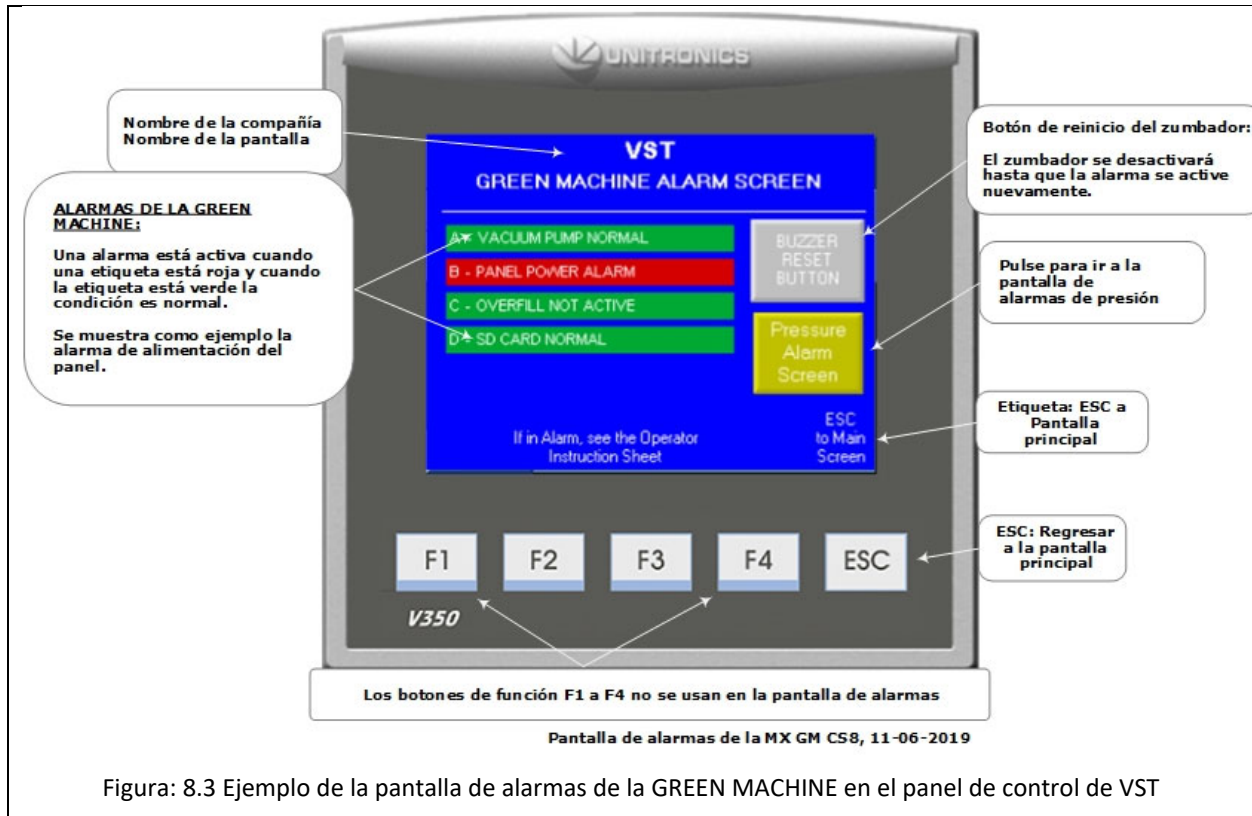 UNITRONICS
Nombre de la compañía
Nombre de la pantalla
ALARMAS DE LA GREEN
MACHINE:
Una alarma está activa cuando
una etiqueta está roja y cuando
la etiqueta está verde la
condición es normal.
Se muestra como ejemplo la
alarma de alimentación del
panel.
VST
GREEN MACHINE ALARM SCREEN
A - VACUUM PUMP NORMAL
B - PANEL POWER ALARM
C - OVERFILL NOT ACTIVE
D - SD CARD NORMAL
BUZZER
RESET
BUTTON
Pressure
Alarm
Screen
If in Alarm, see the Operator
Instruction Sheet
ESC
to Main
Screen
Botón de reinicio del zumbador:
El zumbador se desactivará
hasta que la alarma se active
nuevamente.
Pulse para ir a la
pantalla de
alarmas de presión
Etiqueta: ESC a
Pantalla
principal
ESC: Regresar
a la pantalla
principal
F1 F2 F3 F4 ESC
V350
Los botones de función F1 a F4 no se usan en la pantalla de alarmas
Pantalla de alarmas de la MX GM CS8, 11-06-2019
Figura: 8.3 Ejemplo de la pantalla de alarmas de la GREEN MACHINE en el panel de control de VST